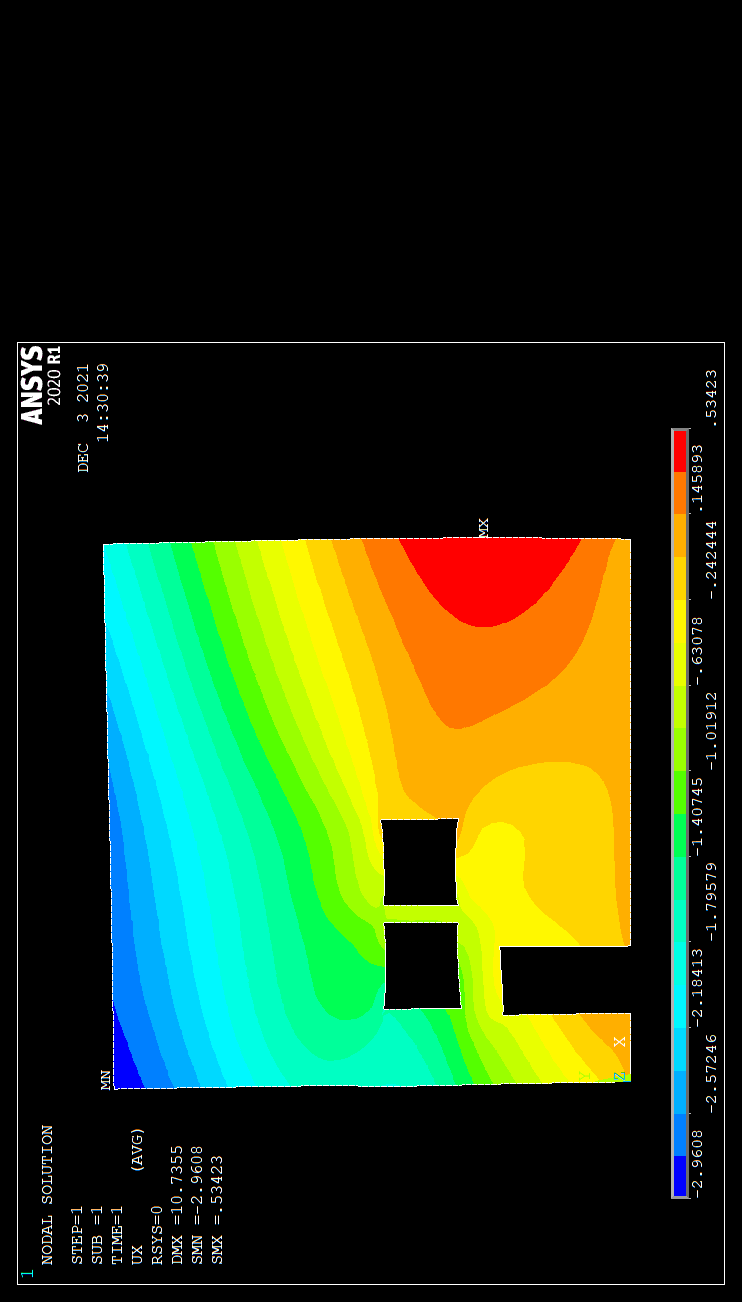 1
NODAL SOLUTION
STEP=1
SUB =1
TIME=1
UX (AVG)
RSYS=0
DMX =10.7355
SMN =-2.9608
SMX =.53423
ANSYS
2020 R1
DEC 3 2021
14:30:39
MN
MX
Y
Z X
-2.9608
-2.57246
-2.18413
-1.79579
-1.40745
-1.01912
-.63078
-.242444
.145893
.53423